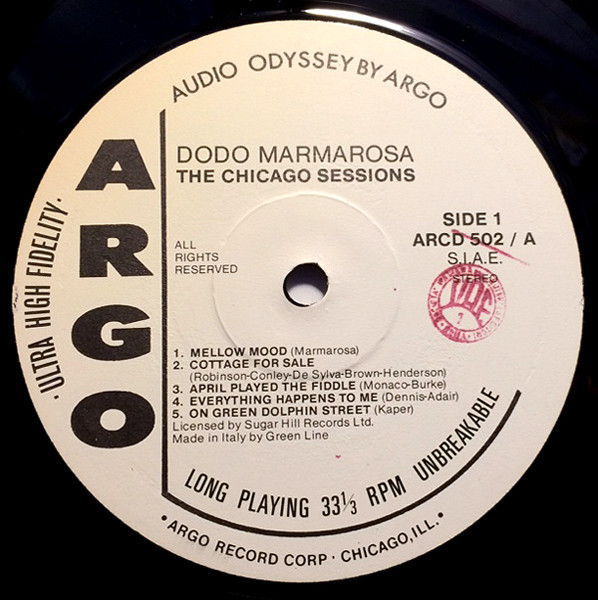 AUDIO ODYSSEY BY ARGO
ARGO
·ULTRA HIGH FIDELITY·
DODO MARMAROSA
THE CHICAGO SESSIONS
SIDE 1
ARCD 502 / A
S.I.A.E.
STEREO
ALL
RIGHTS
RESERVED
1. MELLOW MOOD (Marmarosa)
2. COTTAGE FOR SALE
(Robinson-Conley-De Sylva-Brown-Henderson)
3. APRIL PLAYED THE FIDDLE (Monaco-Burke)
4. EVERYTHING HAPPENS TO ME (Dennis-Adair)
5. ON GREEN DOLPHIN STREET (Kaper)
Licensed by Sugar Hill Records Ltd.
Made in Italy by Green Line
LONG PLAYING 33⅓ RPM UNBREAKABLE
•ARGO RECORD CORP · CHICAGO, ILL.•